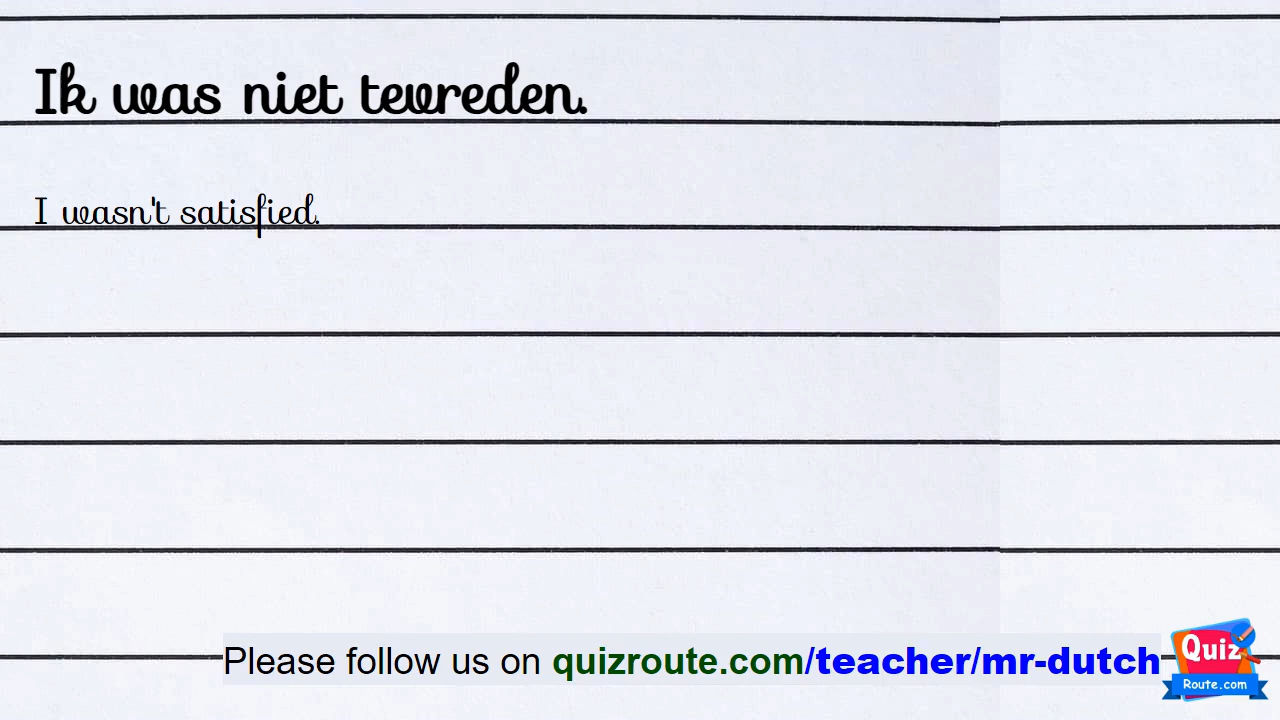 Ik was niet tevreden.
I wasn't satisfied.
Please follow us on quizroute.com/teacher/mr-dutch
Quiz
Route.com